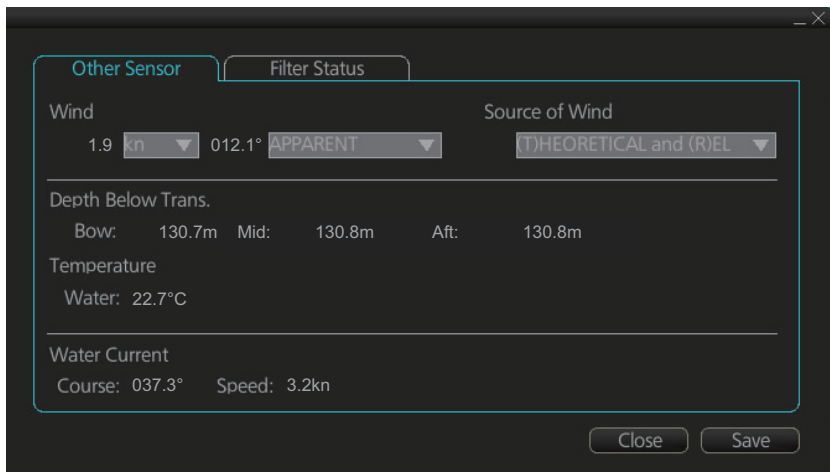 Other Sensor Filter Status
Wind Source of Wind
1.9 kn 012.1° APPARENT (T)HEORETICAL and (R)EL
Depth Below Trans.
Bow: 130.7m Mid: 130.8m Aft: 130.8m
Temperature
Water: 22.7°C
Water Current
Course: 037.3° Speed: 3.2kn
Close Save